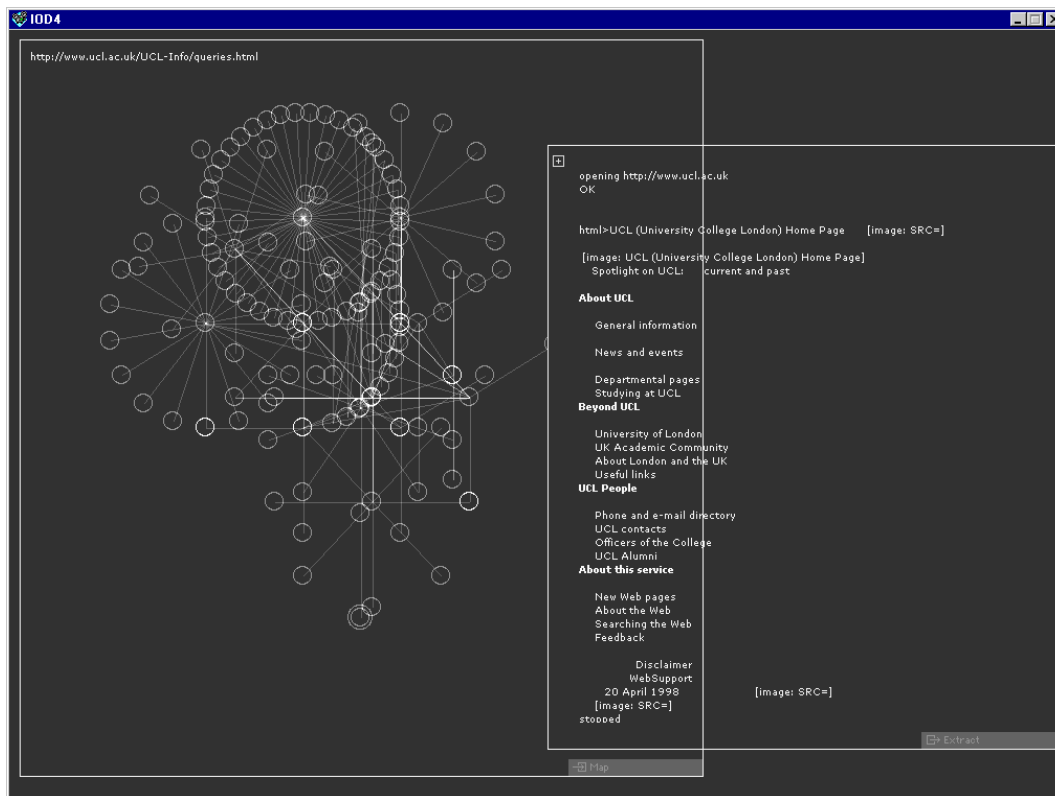 IOD4
http://www.ucl.ac.uk/UCL-Info/queries.html
opening http://www.ucl.ac.uk
OK
html>UCL (University College London) Home Page [image: SRC=]
[image: UCL (University College London) Home Page]
Spotlight on UCL: current and past
About UCL
General information
News and events
Departmental pages
Studying at UCL
Beyond UCL
University of London
UK Academic Community
About London and the UK
Useful links
UCL People
Phone and e-mail directory
UCL contacts
Officers of the College
UCL Alumni
About this service
New Web pages
About the Web
Searching the Web
Feedback
Disclaimer
WebSupport
20 April 1998 [image: SRC=]
[image: SRC=]
stopped
Extract
Map